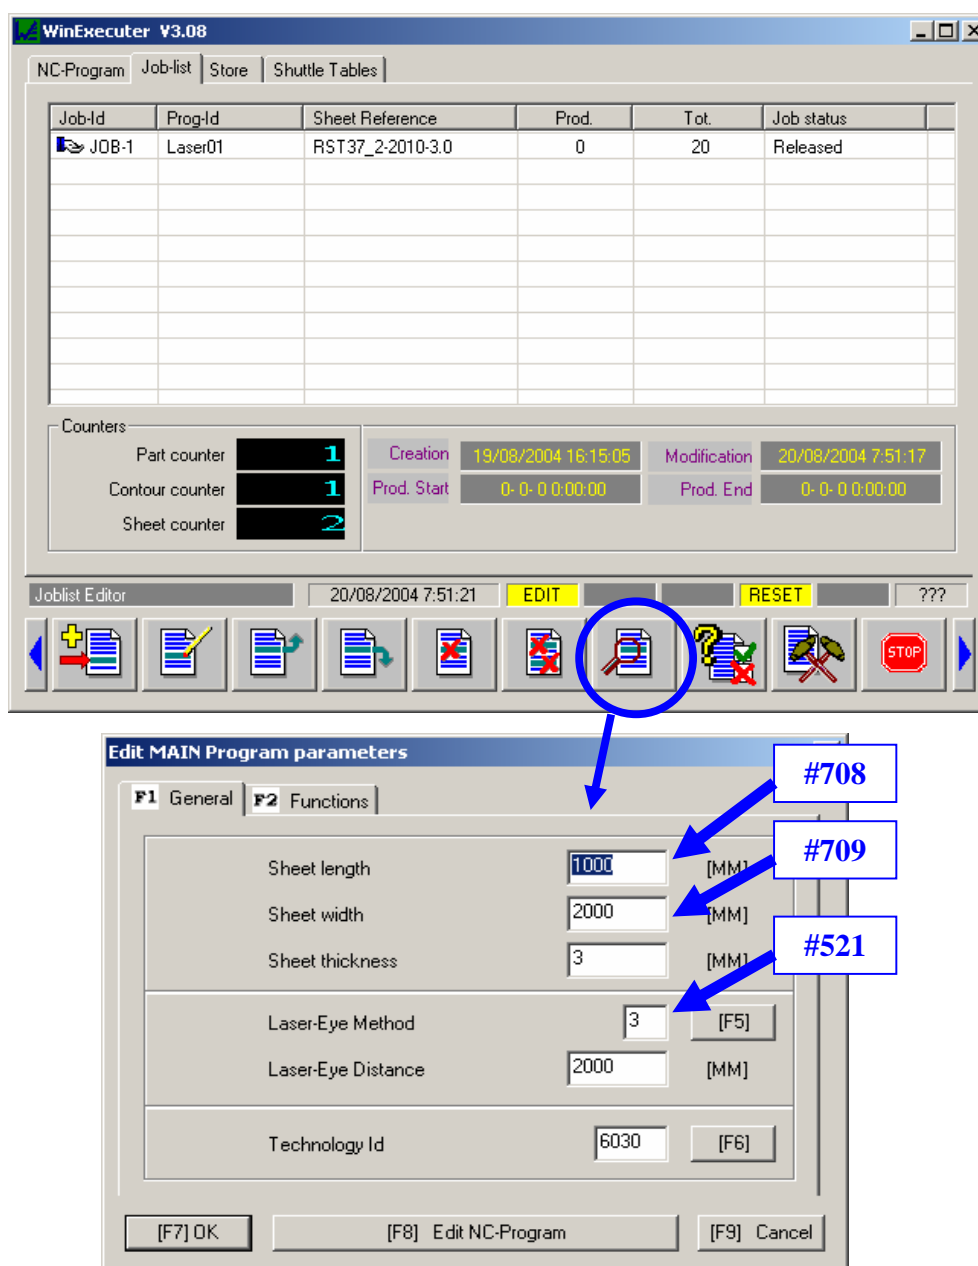 WinExecuter V3.08
NC-Program Job-list Store Shuttle Tables
Job-Id Prog-Id Sheet Reference Prod. Tot. Job status
JOB-1 Laser01 RST37_2-2010-3.0 0 20 Released
Counters
Part counter 1 Creation 19/08/2004 16:15:05 Modification 20/08/2004 7:51:17
Contour counter 1 Prod. Start 0- 0- 0 0:00:00 Prod. End 0- 0- 0 0:00:00
Sheet counter 2
Joblist Editor 20/08/2004 7:51:21 EDIT RESET ???
STOP
Edit MAIN Program parameters
#708
F1 General F2 Functions
#709
Sheet length 1000 [MM]
Sheet width 2000 [MM]
#521
Sheet thickness 3 [MM]
Laser-Eye Method 3 [F5]
Laser-Eye Distance 2000 [MM]
Technology Id 6030 [F6]
[F7] OK [F8] Edit NC-Program [F9] Cancel